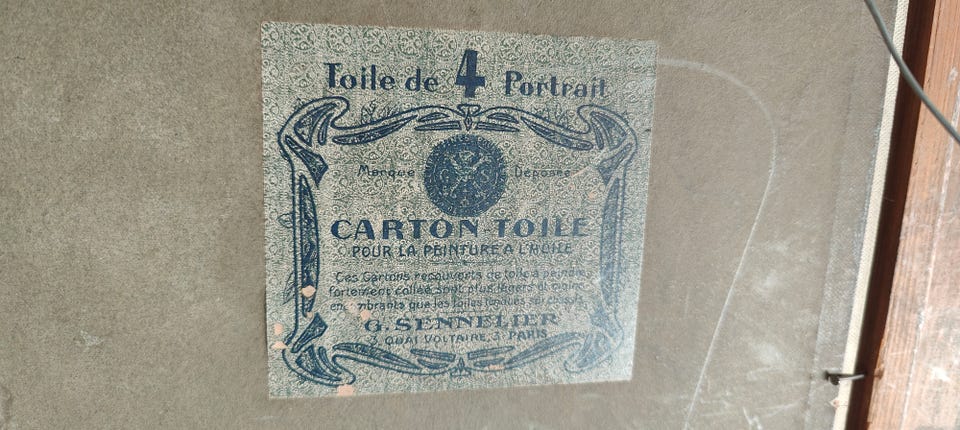 Toile de 4 Portrait
Marque G S Déposée
CARTON TOILE
POUR LA PEINTURE A L'HUILE
Ces Cartons recouverts de toile à peindre
fortement collée sont plus légers et moins
encombrants que les toiles tendues sur chassis
G. SENNELIER
3, QUAI VOLTAIRE, 3. PARIS